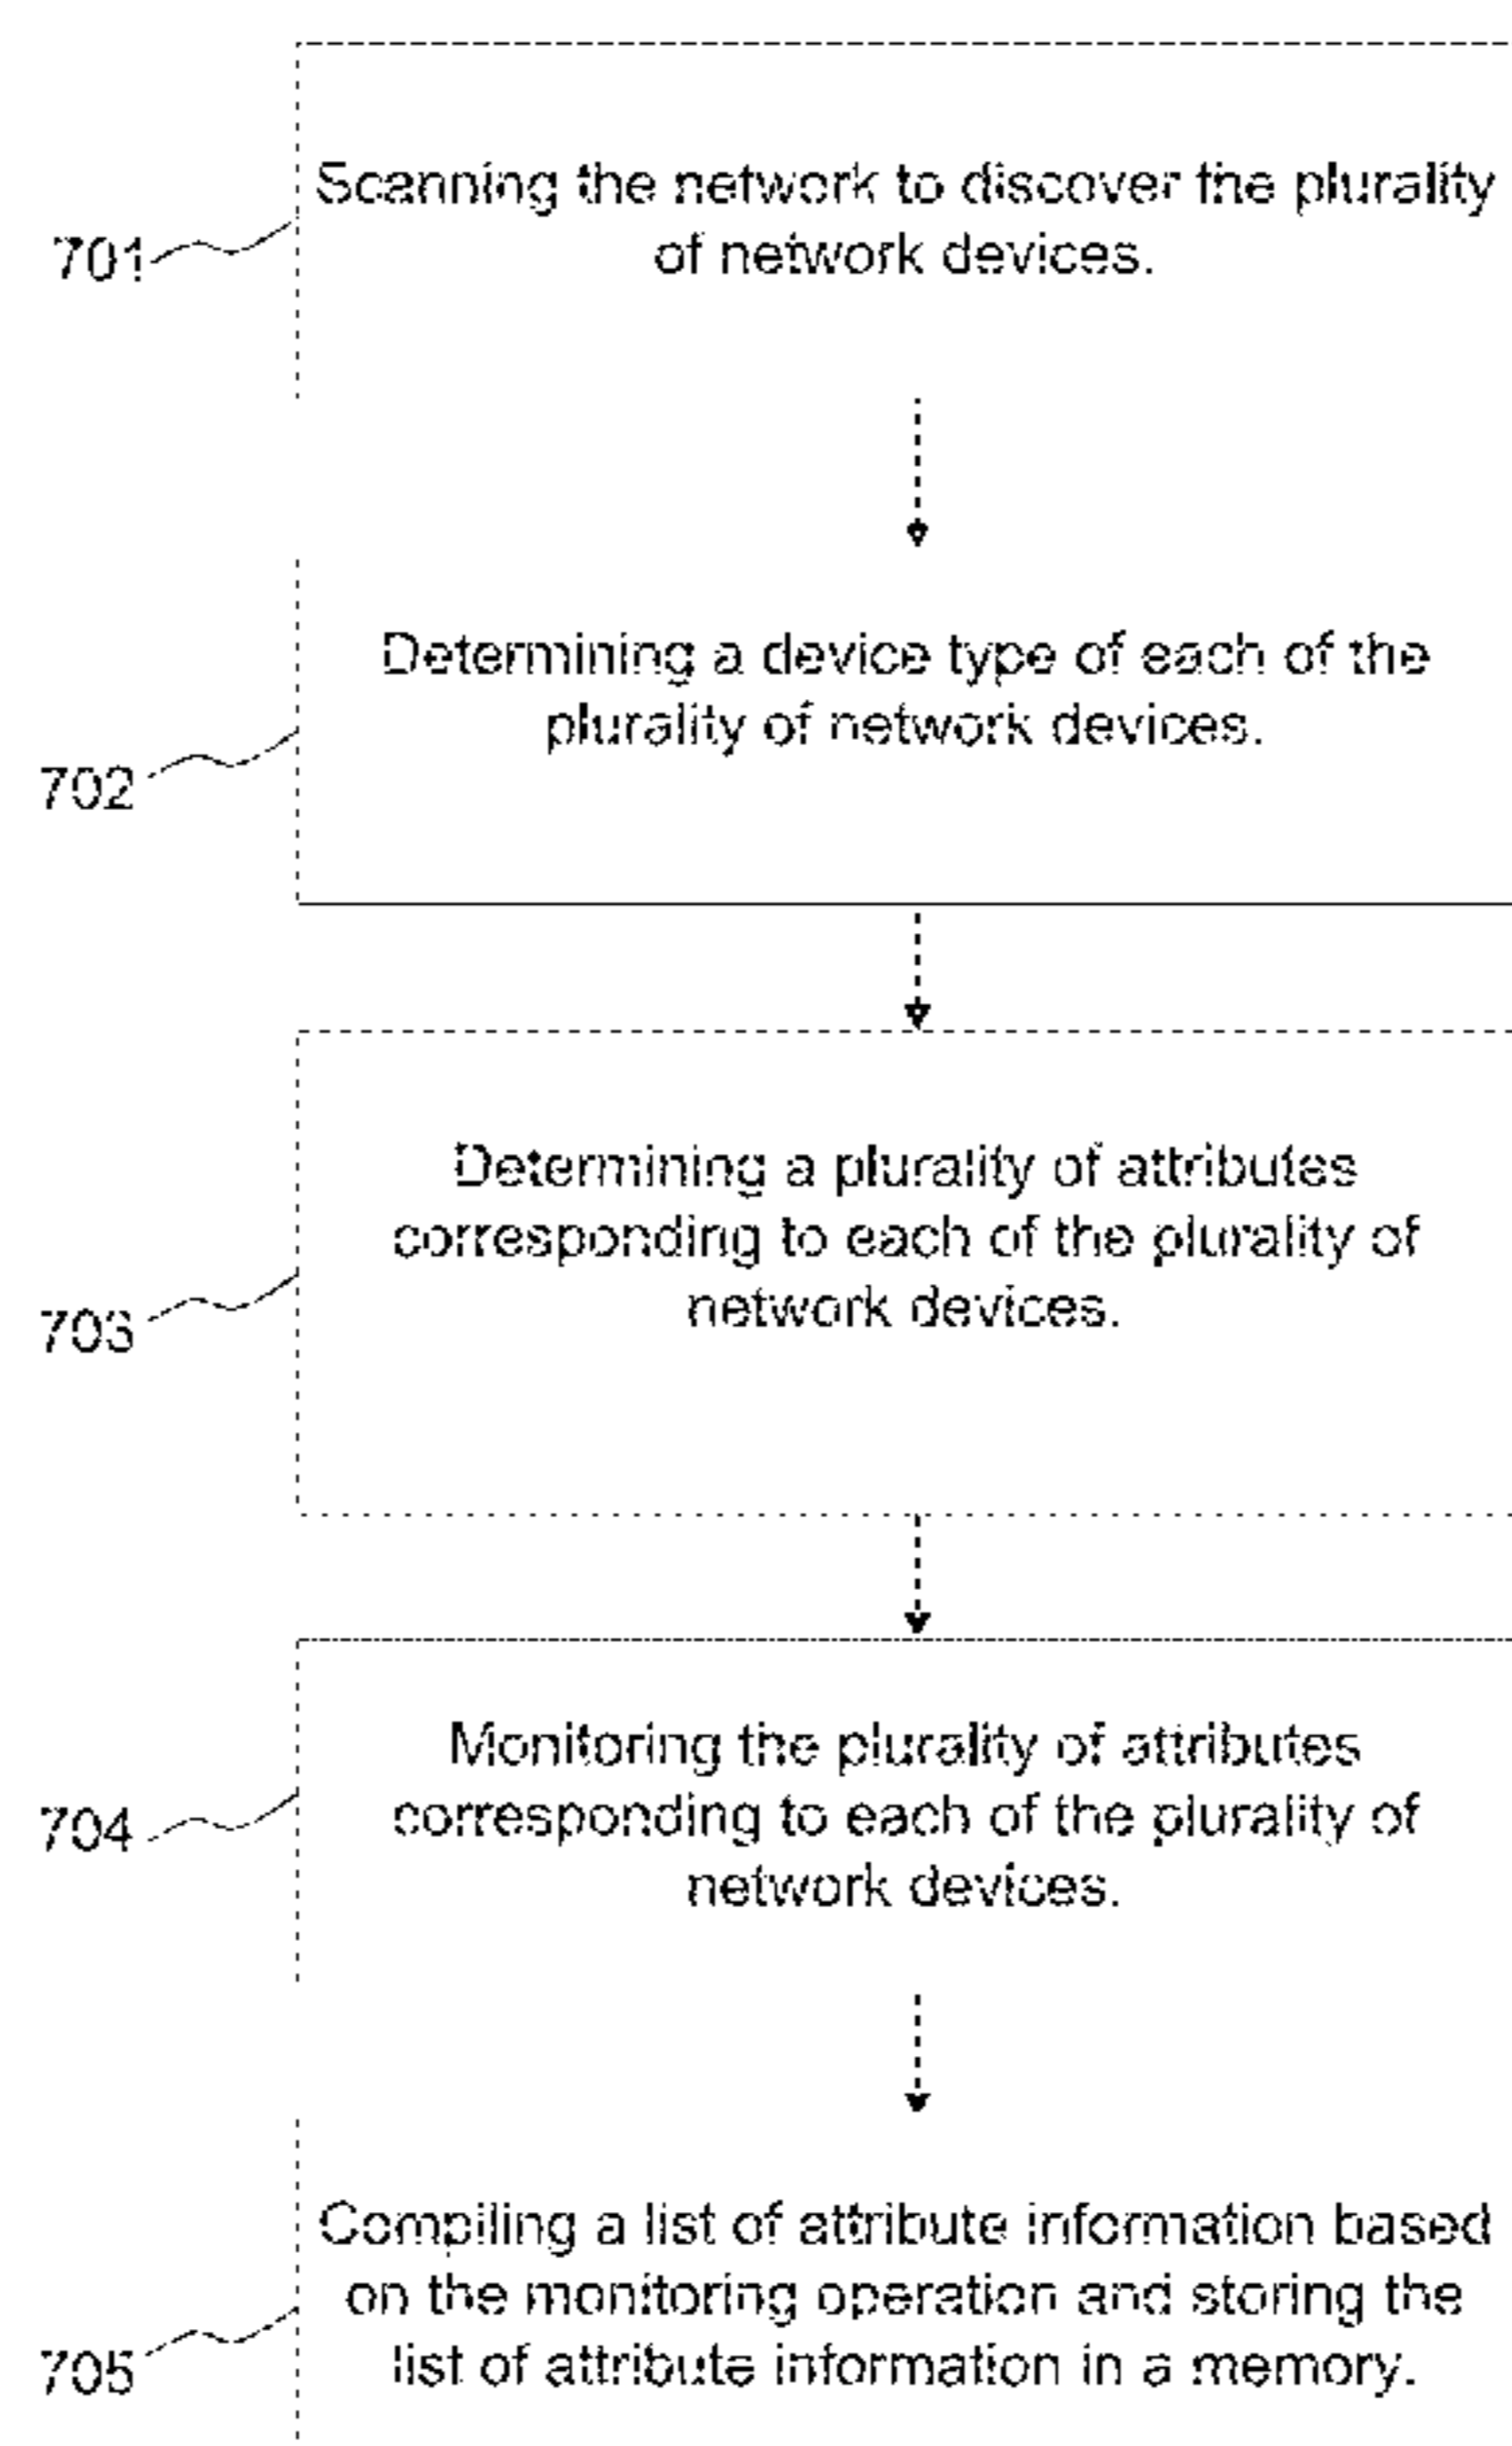 Scanning the network to discover the plurality
of network devices.
701
Determining a device type of each of the
plurality of network devices.
702
Determining a plurality of attributes
corresponding to each of the plurality of
network devices.
703
Monitoring the plurality of attributes
corresponding to each of the plurality of
network devices.
704
Compiling a list of attribute information based
on the monitoring operation and storing the
list of attribute information in a memory.
705